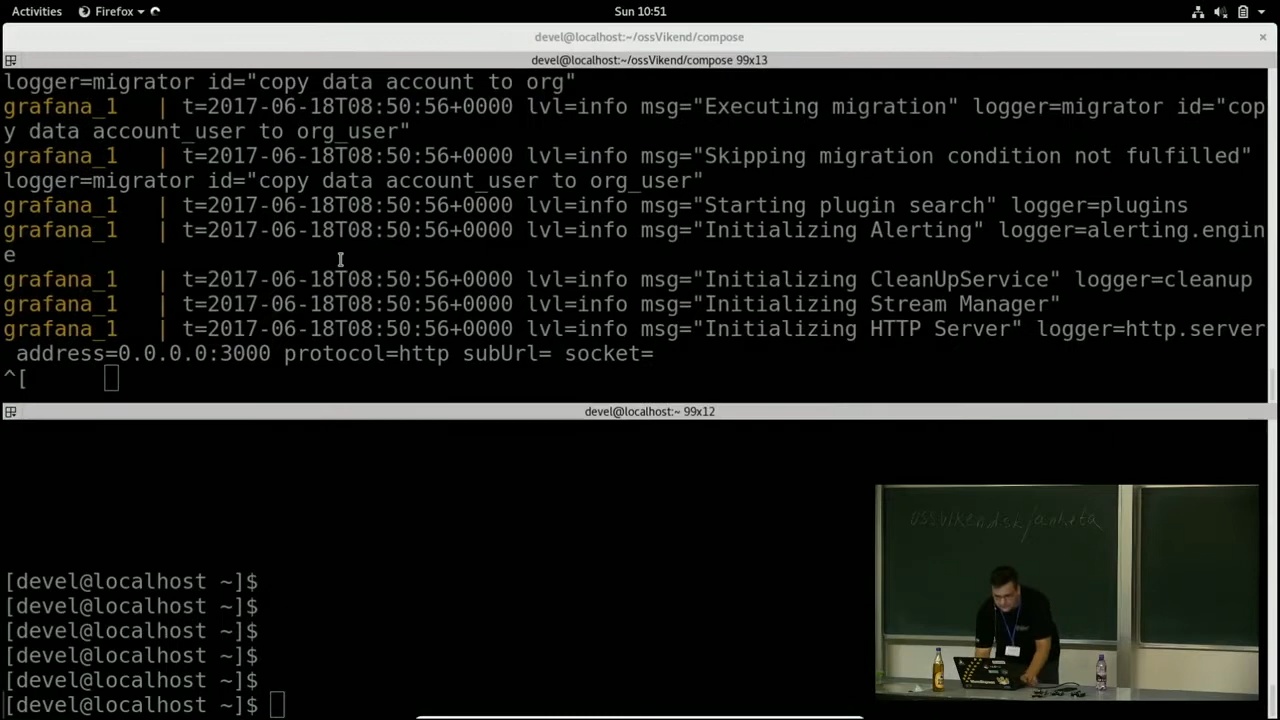 Activities Firefox Sun 10:51
devel@localhost:~/ossVikend/compose
devel@localhost:~/ossVikend/compose 99x13
logger=migrator id="copy data account to org"
grafana_1 | t=2017-06-18T08:50:56+0000 lvl=info msg="Executing migration" logger=migrator id="cop
y data account_user to org_user"
grafana_1 | t=2017-06-18T08:50:56+0000 lvl=info msg="Skipping migration condition not fulfilled"
logger=migrator id="copy data account_user to org_user"
grafana_1 | t=2017-06-18T08:50:56+0000 lvl=info msg="Starting plugin search" logger=plugins
grafana_1 | t=2017-06-18T08:50:56+0000 lvl=info msg="Initializing Alerting" logger=alerting.engin
e
grafana_1 | t=2017-06-18T08:50:56+0000 lvl=info msg="Initializing CleanUpService" logger=cleanup
grafana_1 | t=2017-06-18T08:50:56+0000 lvl=info msg="Initializing Stream Manager"
grafana_1 | t=2017-06-18T08:50:56+0000 lvl=info msg="Initializing HTTP Server" logger=http.server
address=0.0.0.0:3000 protocol=http subUrl= socket=
^[
devel@localhost:~ 99x12
[devel@localhost ~]$
[devel@localhost ~]$
[devel@localhost ~]$
[devel@localhost ~]$
[devel@localhost ~]$
[devel@localhost ~]$
ossvikend.sk/anketa